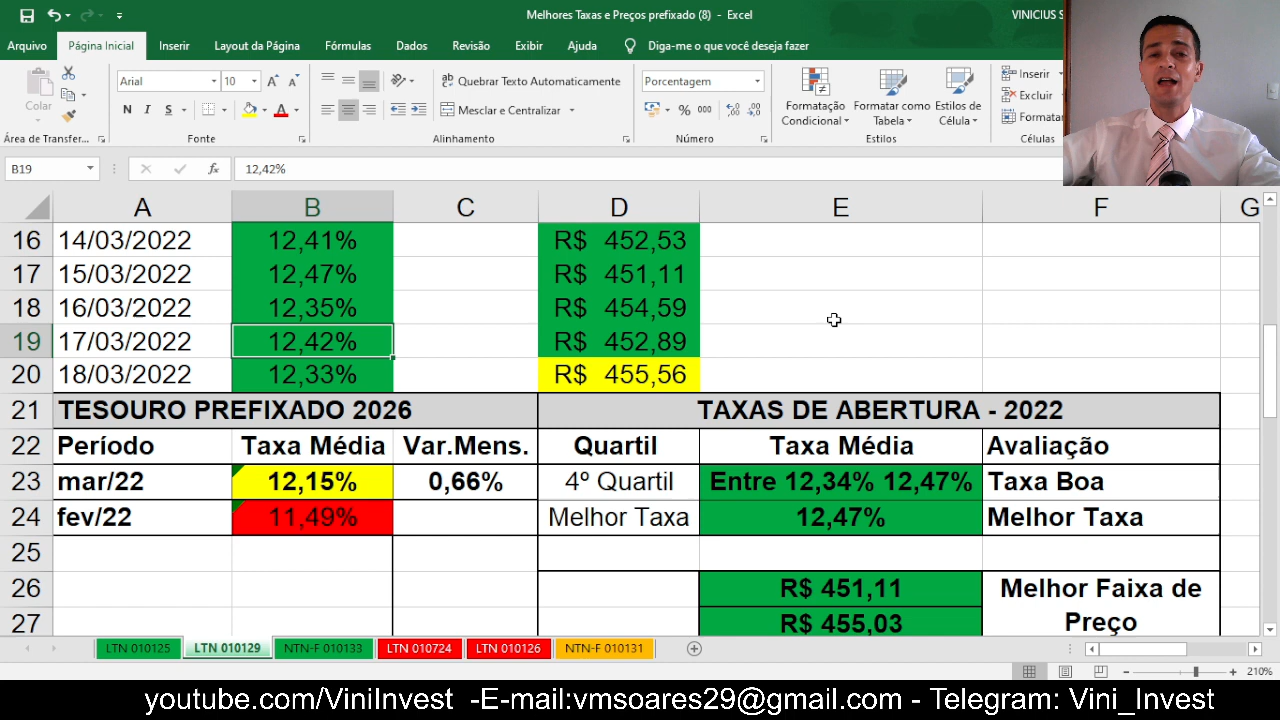 Melhores Taxas e Preços prefixado (8) - Excel
VINICIUS S
Arquivo Página Inicial Inserir Layout da Página Fórmulas Dados Revisão Exibir Ajuda Diga-me o que você deseja fazer
Colar
Arial 10
N I S
Quebrar Texto Automaticamente
Mesclar e Centralizar
Porcentagem
% 000
Formatação Condicional
Formatar como Tabela
Estilos de Célula
Inserir
Excluir
Formatar
Área de Transfer... Fonte Alinhamento Número Estilos Células
B19 fx 12,42%
A B C D E F G
16 14/03/2022 12,41% R$ 452,53
17 15/03/2022 12,47% R$ 451,11
18 16/03/2022 12,35% R$ 454,59
19 17/03/2022 12,42% R$ 452,89
20 18/03/2022 12,33% R$ 455,56
21 TESOURO PREFIXADO 2026 TAXAS DE ABERTURA - 2022
22 Período Taxa Média Var.Mens. Quartil Taxa Média Avaliação
23 mar/22 12,15% 0,66% 4º Quartil Entre 12,34% 12,47% Taxa Boa
24 fev/22 11,49% Melhor Taxa 12,47% Melhor Taxa
25
26 R$ 451,11 Melhor Faixa de
27 R$ 455,03 Preço
LTN 010125 LTN 010129 NTN-F 010133 LTN 010724 LTN 010126 NTN-F 010131
210%
youtube.com/ViniInvest -E-mail:vmsoares29@gmail.com - Telegram: Vini_Invest